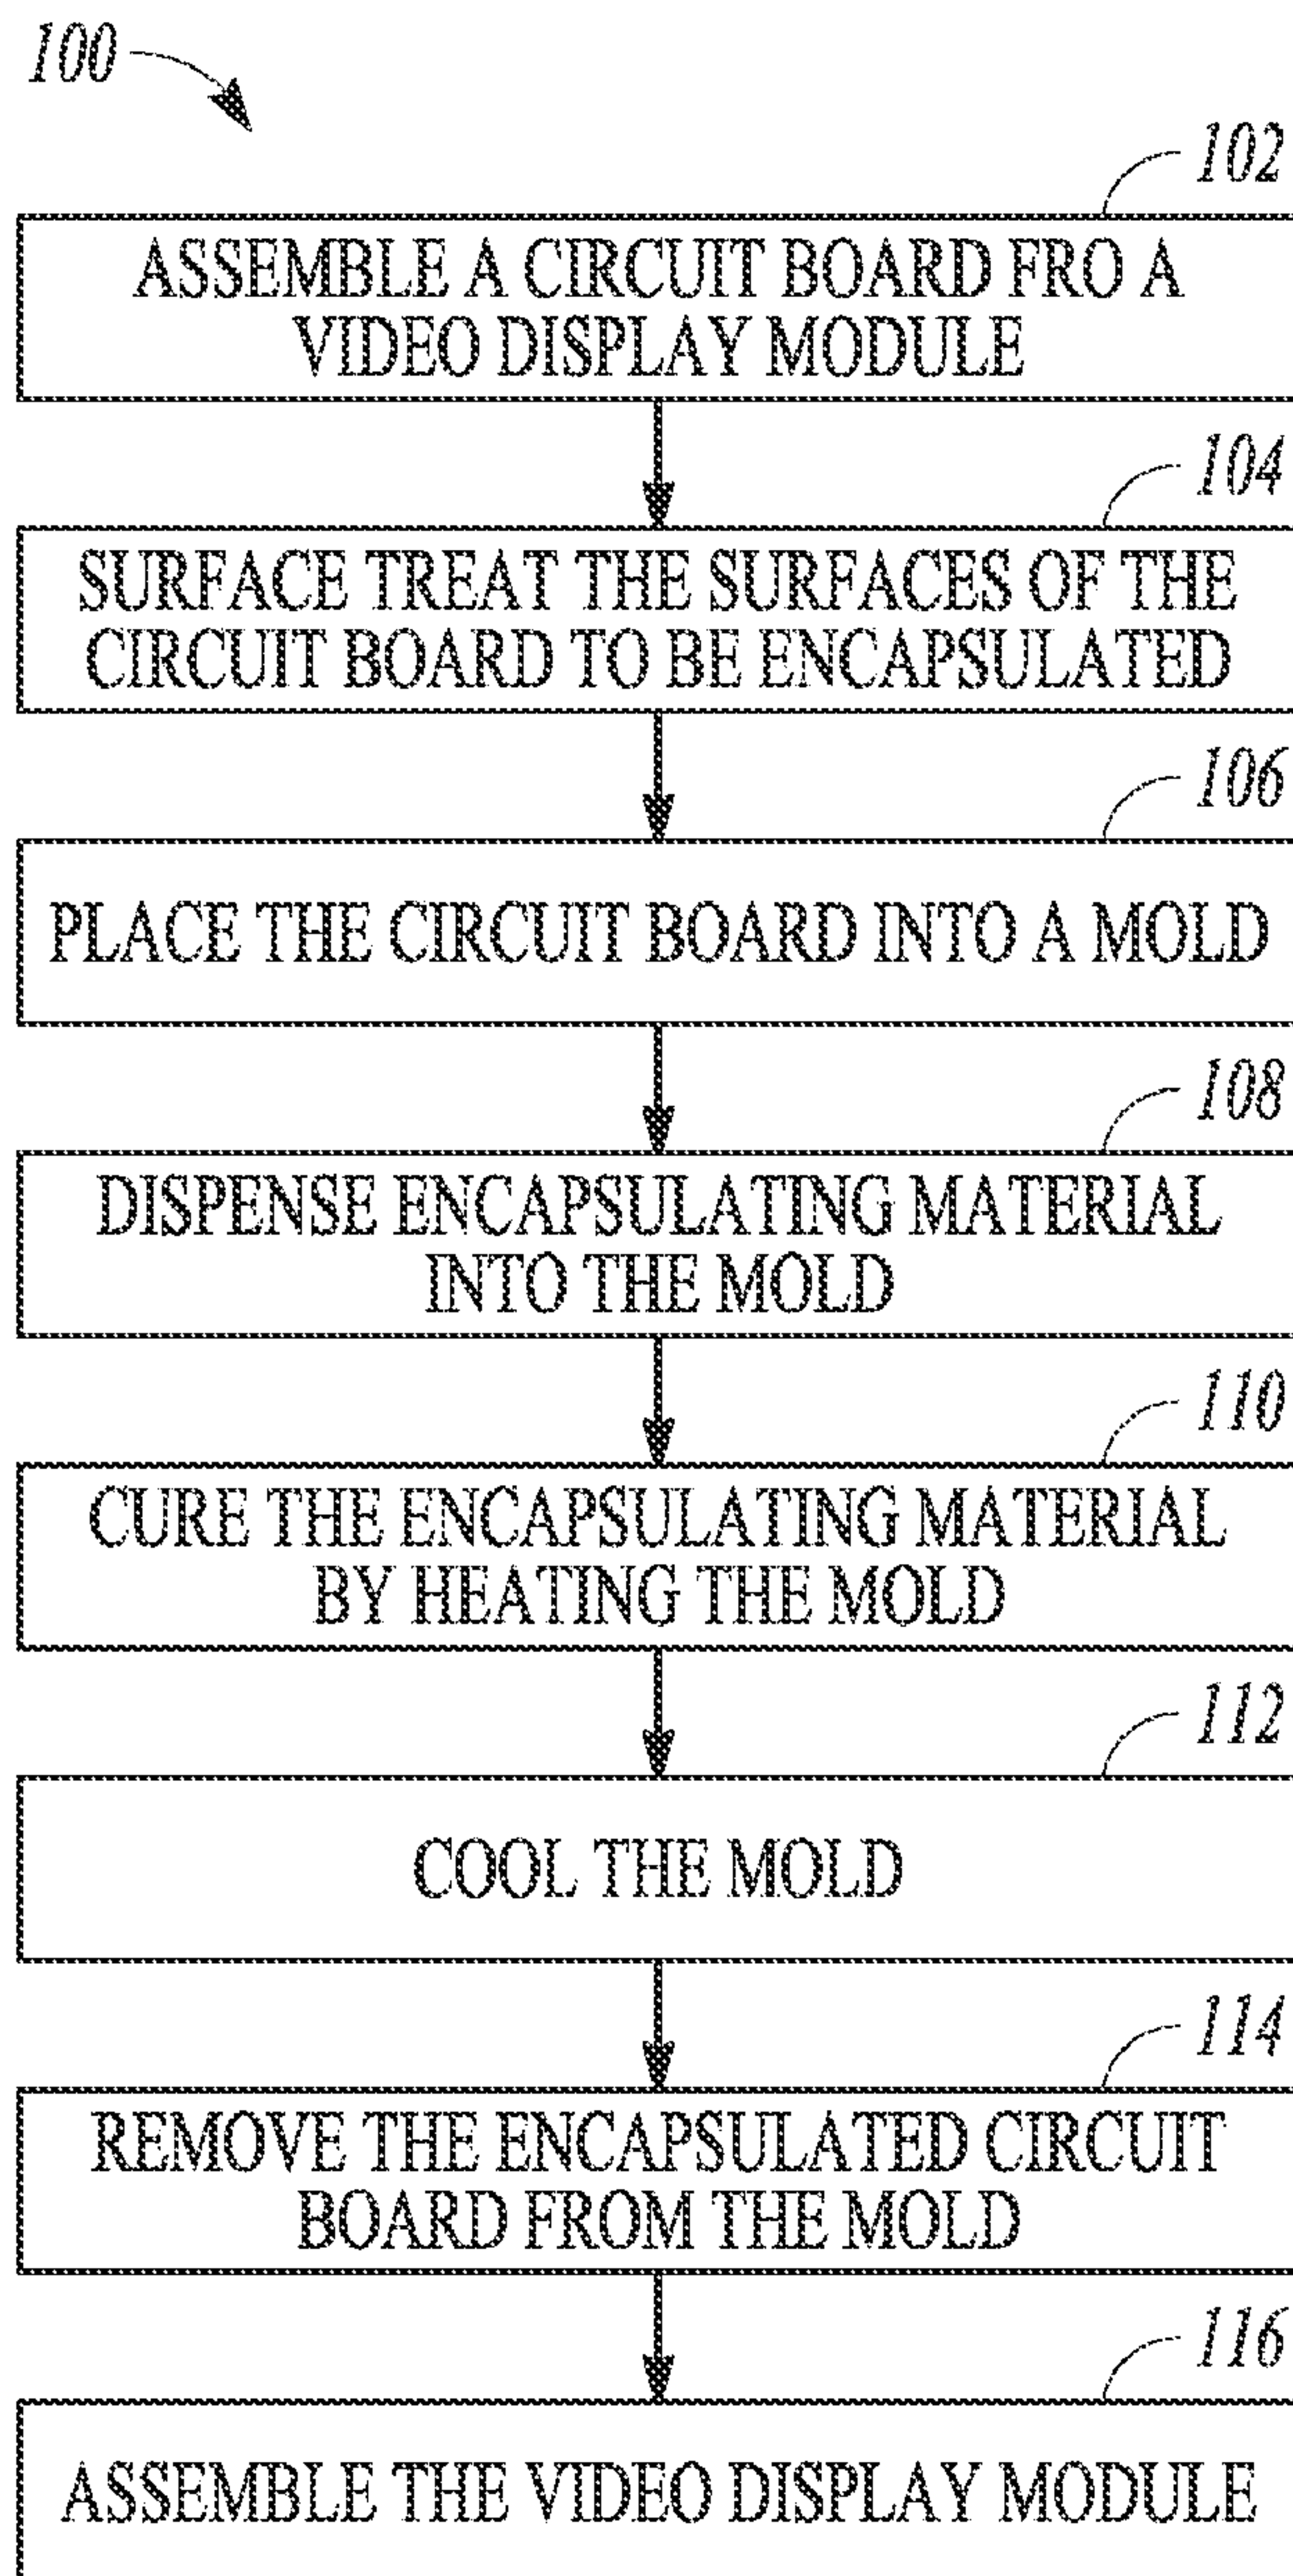 100
102
ASSEMBLE A CIRCUIT BOARD FRO A
VIDEO DISPLAY MODULE
104
SURFACE TREAT THE SURFACES OF THE
CIRCUIT BOARD TO BE ENCAPSULATED
106
PLACE THE CIRCUIT BOARD INTO A MOLD
108
DISPENSE ENCAPSULATING MATERIAL
INTO THE MOLD
110
CURE THE ENCAPSULATING MATERIAL
BY HEATING THE MOLD
112
COOL THE MOLD
114
REMOVE THE ENCAPSULATED CIRCUIT
BOARD FROM THE MOLD
116
ASSEMBLE THE VIDEO DISPLAY MODULE